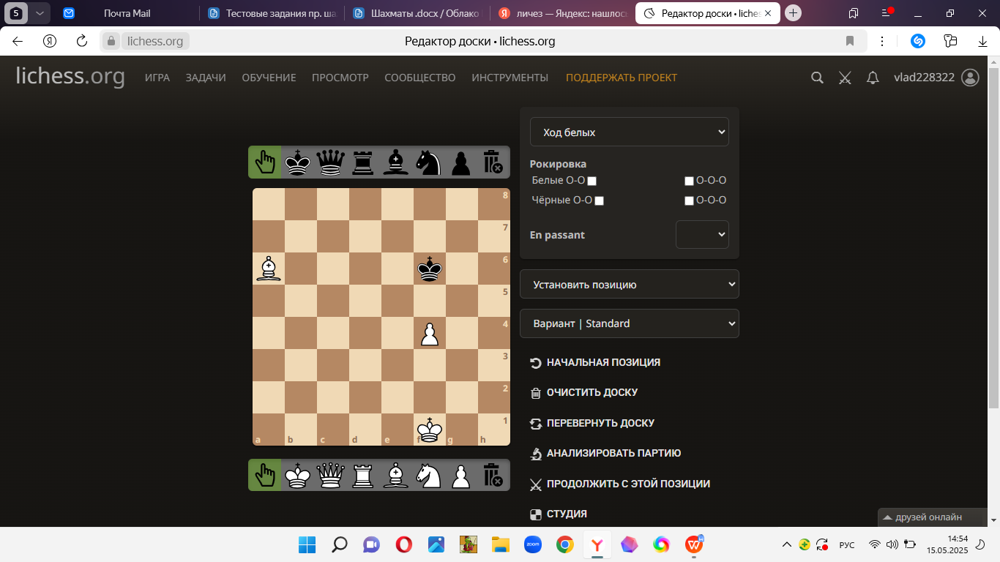 5
Почта Mail
Тестовые задания пр. ша
Шахматы .docx / Облако
личез — Яндекс: нашлось
Редактор доски • liches
lichess.org
Редактор доски • lichess.org
lichess.org
ИГРА
ЗАДАЧИ
ОБУЧЕНИЕ
ПРОСМОТР
СООБЩЕСТВО
ИНСТРУМЕНТЫ
ПОДДЕРЖАТЬ ПРОЕКТ
vlad228322
Ход белых
Рокировка
Белые O-O
O-O-O
Чёрные O-O
O-O-O
En passant
Установить позицию
Вариант | Standard
НАЧАЛЬНАЯ ПОЗИЦИЯ
ОЧИСТИТЬ ДОСКУ
ПЕРЕВЕРНУТЬ ДОСКУ
АНАЛИЗИРОВАТЬ ПАРТИЮ
ПРОДОЛЖИТЬ С ЭТОЙ ПОЗИЦИИ
СТУДИЯ
8
7
6
5
4
3
2
1
a b c d e f g h
друзей онлайн
zoom
РУС
14:54
15.05.2025